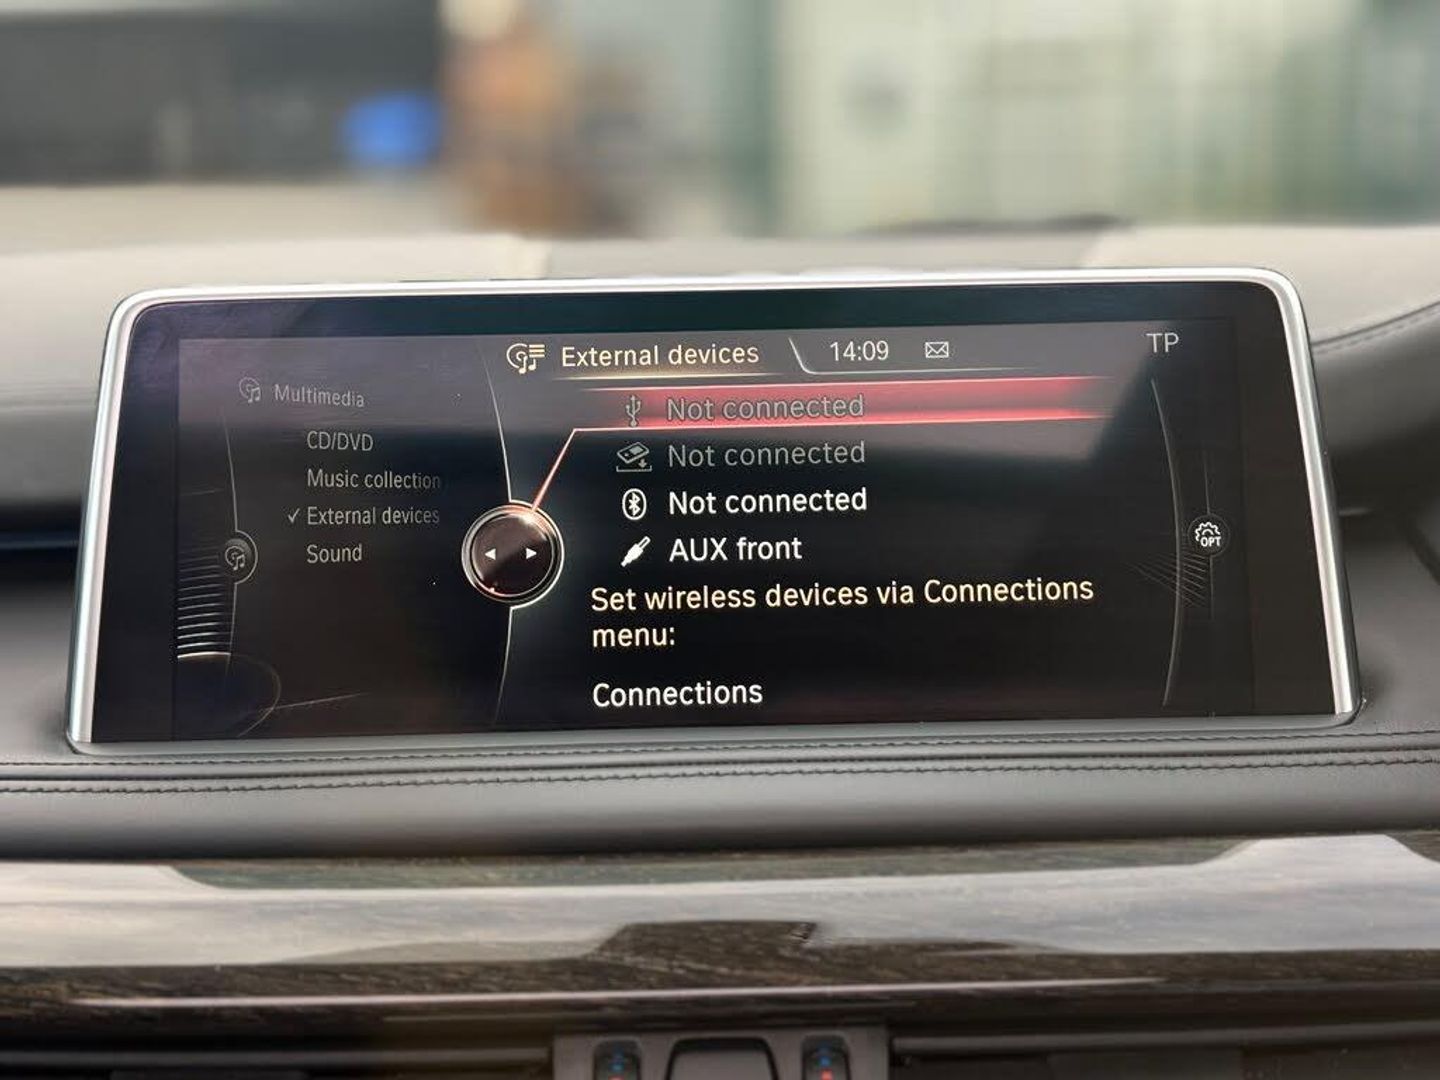 External devices
14:09
TP
Multimedia
CD/DVD
Music collection
✓ External devices
Sound
Not connected
Not connected
Not connected
AUX front
Set wireless devices via Connections
menu:
Connections
OPT